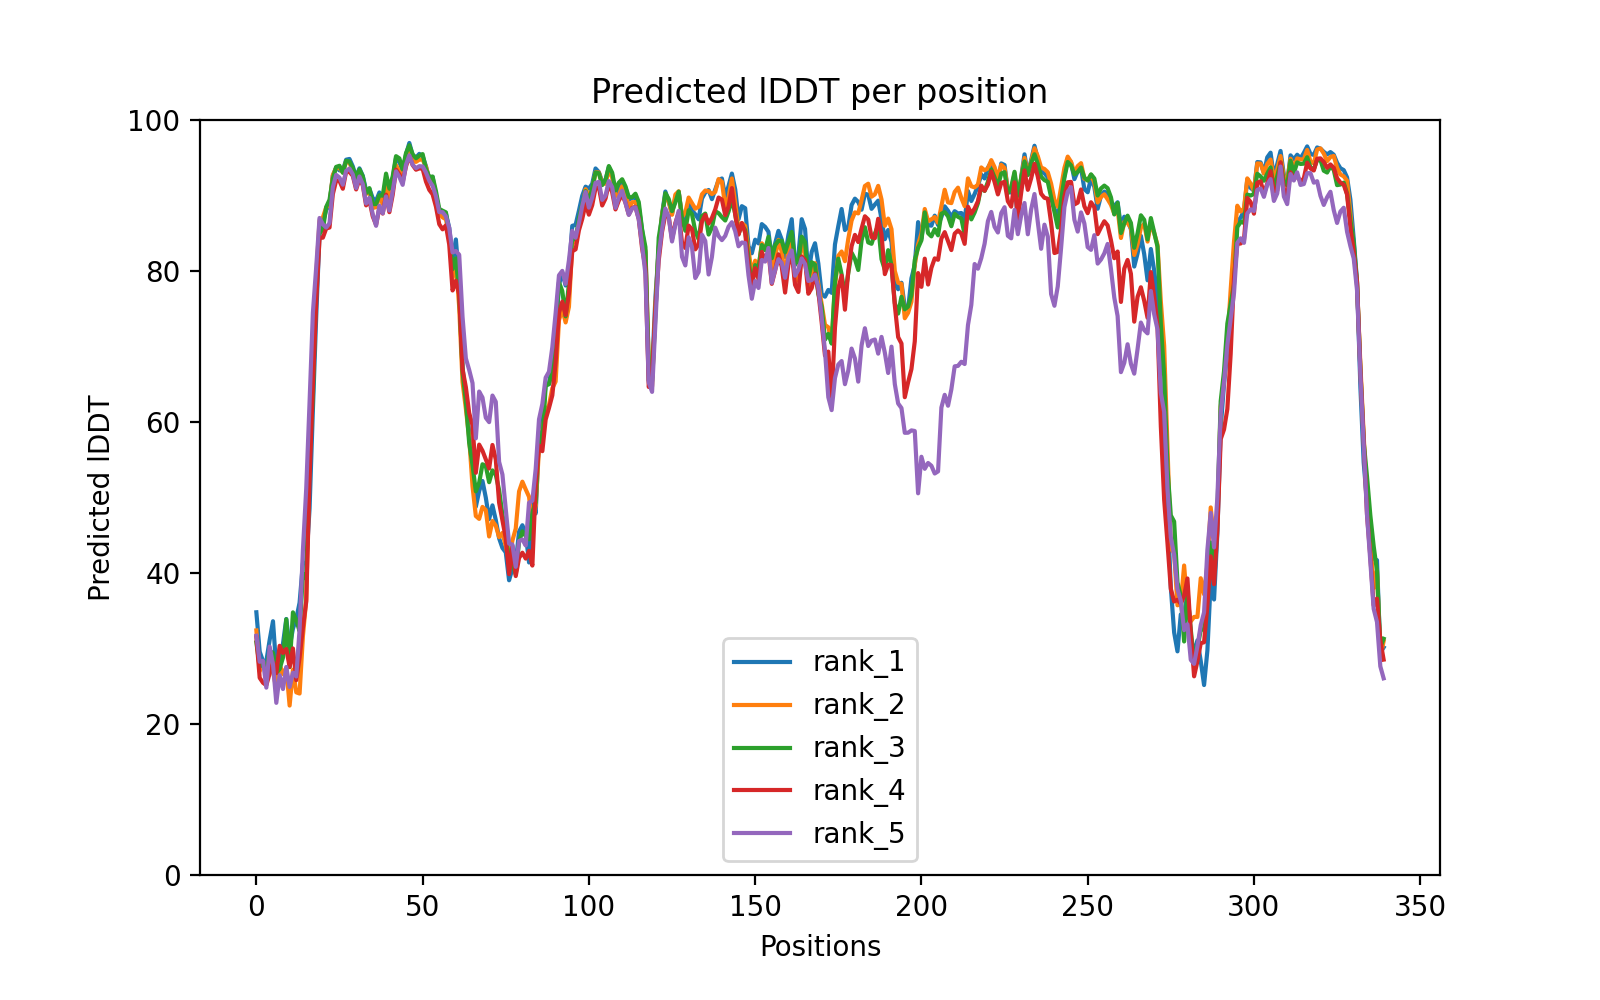 Predicted lDDT per position
100
80
60
40
20
0
Predicted lDDT
0 50 100 150 200 250 300 350
Positions
rank_1
rank_2
rank_3
rank_4
rank_5